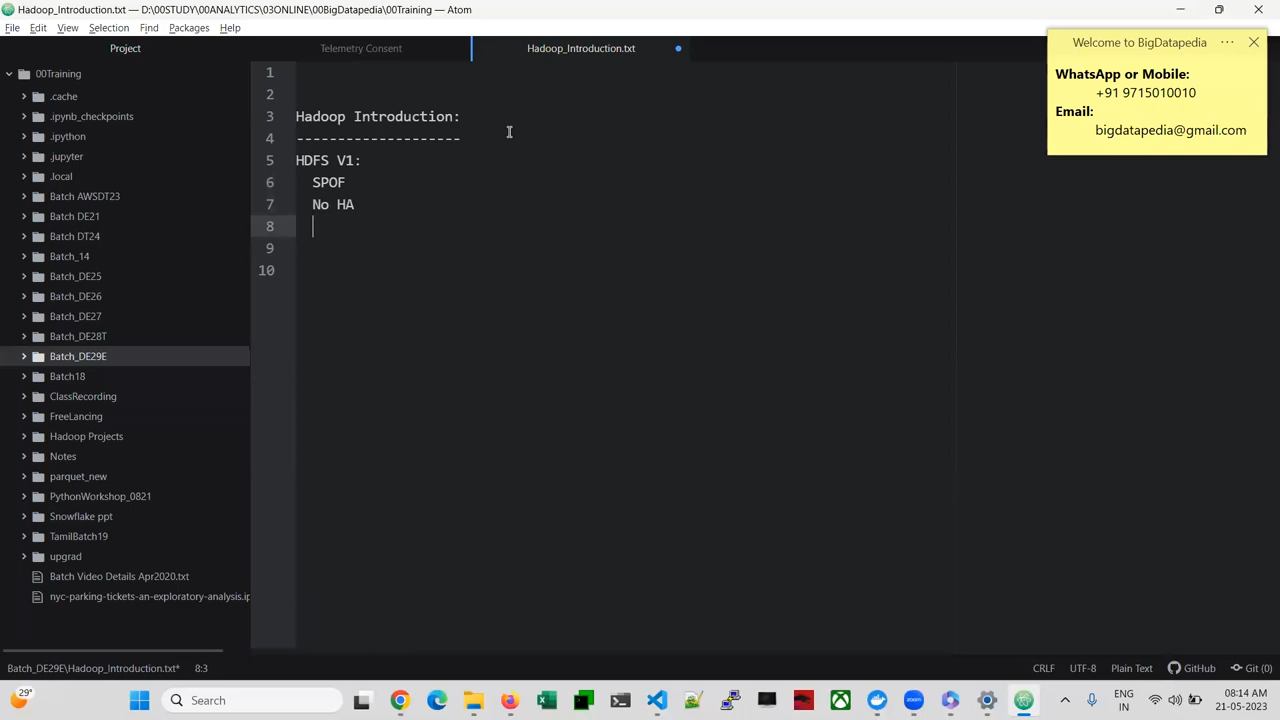 Hadoop_Introduction.txt — D:\00STUDY\00ANALYTICS\03ONLINE\00BigDatapedia\00Training — Atom
File Edit View Selection Find Packages Help
Project
Telemetry Consent
Hadoop_Introduction.txt
Welcome to BigDatapedia
WhatsApp or Mobile:
+91 9715010010
Email:
bigdatapedia@gmail.com
00Training
.cache
.ipynb_checkpoints
.ipython
.jupyter
.local
Batch AWSDT23
Batch DE21
Batch DT24
Batch_14
Batch_DE25
Batch_DE26
Batch_DE27
Batch_DE28T
Batch_DE29E
Batch18
ClassRecording
FreeLancing
Hadoop Projects
Notes
parquet_new
PythonWorkshop_0821
Snowflake ppt
TamilBatch19
upgrad
Batch Video Details Apr2020.txt
nyc-parking-tickets-an-exploratory-analysis.ip
1
2
3 Hadoop Introduction:
4 --------------------
5 HDFS V1:
6 SPOF
7 No HA
8
9
10
Batch_DE29E\Hadoop_Introduction.txt* 8:3
CRLF UTF-8 Plain Text GitHub Git (0)
29°
Search
ENG
IN
08:14 AM
21-05-2023